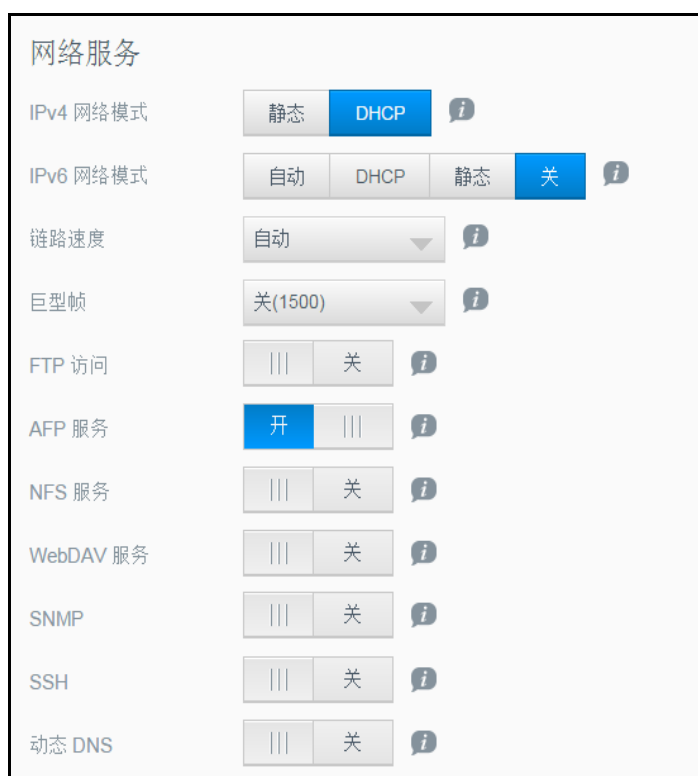 网络服务
IPv4 网络模式 静态 DHCP i
IPv6 网络模式 自动 DHCP 静态 关 i
链路速度 自动 i
巨型帧 关(1500) i
FTP 访问 关 i
AFP 服务 开 i
NFS 服务 关 i
WebDAV 服务 关 i
SNMP 关 i
SSH 关 i
动态 DNS 关 i